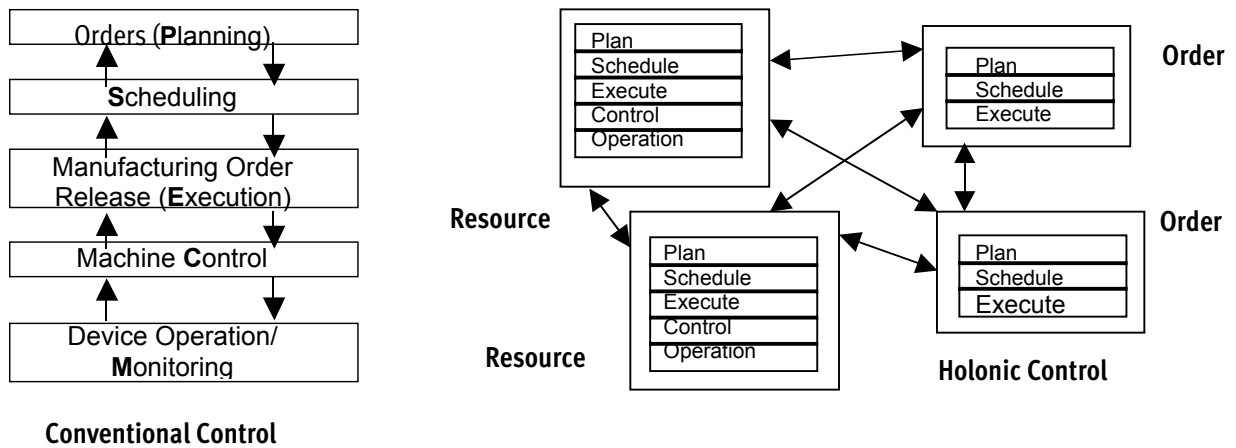 Orders (Planning)
Scheduling
Manufacturing Order
Release (Execution)
Machine Control
Device Operation/
Monitoring
Conventional Control
Plan
Schedule
Execute
Control
Operation
Resource
Plan
Schedule
Execute
Order
Plan
Schedule
Execute
Control
Operation
Resource
Plan
Schedule
Execute
Order
Holonic Control